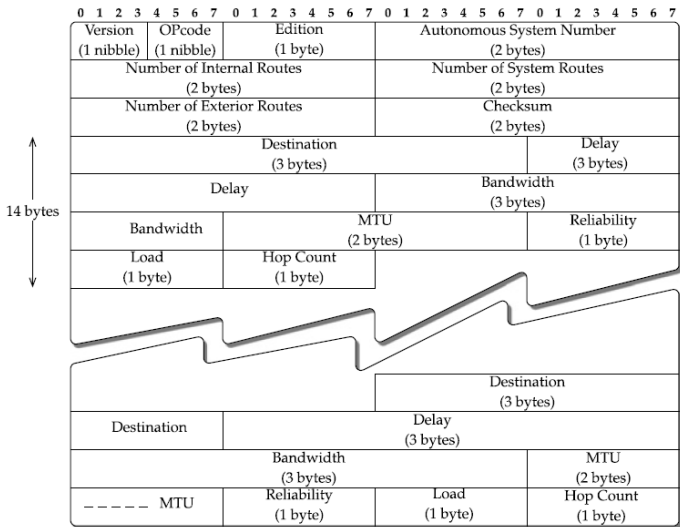 0 1 2 3 4 5 6 7 0 1 2 3 4 5 6 7 0 1 2 3 4 5 6 7 0 1 2 3 4 5 6 7
Version OPcode Edition Autonomous System Number
(1 nibble) (1 nibble) (1 byte) (2 bytes)
Number of Internal Routes Number of System Routes
(2 bytes) (2 bytes)
Number of Exterior Routes Checksum
(2 bytes) (2 bytes)
Destination Delay
(3 bytes) (3 bytes)
Delay Bandwidth
(3 bytes)
14 bytes
Bandwidth MTU Reliability
(2 bytes) (1 byte)
Load Hop Count
(1 byte) (1 byte)
Destination
(3 bytes)
Destination Delay
(3 bytes)
Bandwidth MTU
(3 bytes) (2 bytes)
MTU Reliability Load Hop Count
(1 byte) (1 byte) (1 byte)